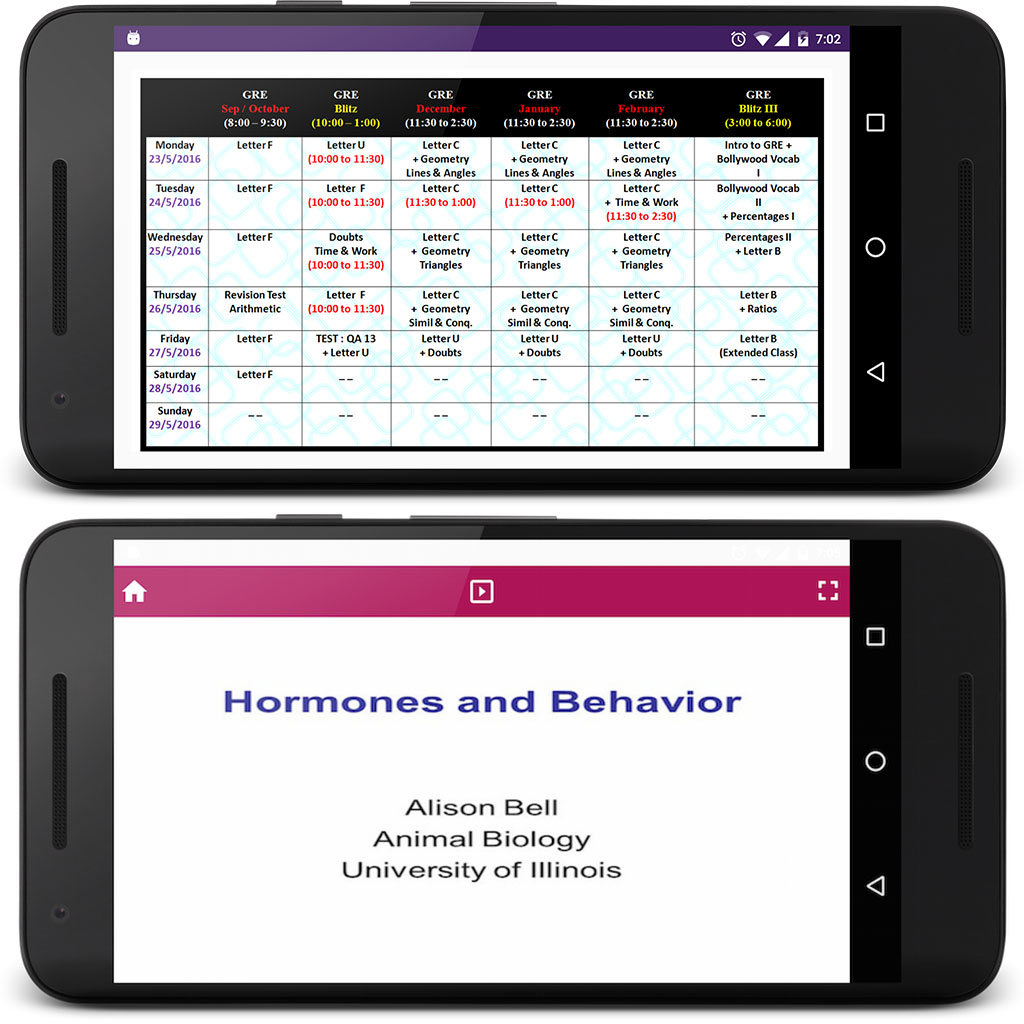 7:02
GRE GRE GRE GRE GRE GRE
Sep / October Blitz December January February Blitz III
(8:00 – 9:30) (10:00 – 1:00) (11:30 to 2:30) (11:30 to 2:30) (11:30 to 2:30) (3:00 to 6:00)
Monday Letter F Letter U Letter C Letter C Letter C Intro to GRE +
23/5/2016 (10:00 to 11:30) + Geometry + Geometry + Geometry Bollywood Vocab
Lines & Angles Lines & Angles Lines & Angles I
Tuesday Letter F Letter F Letter C Letter C Letter C Bollywood Vocab
24/5/2016 (10:00 to 11:30) (11:30 to 1:00) (11:30 to 1:00) + Time & Work II
(11:30 to 2:30) + Percentages I
Wednesday Letter F Doubts Letter C Letter C Letter C Percentages II
25/5/2016 Time & Work + Geometry + Geometry + Geometry + Letter B
(10:00 to 11:30) Triangles Triangles Triangles
Thursday Revision Test Letter F Letter C Letter C Letter C Letter B
26/5/2016 Arithmetic (10:00 to 11:30) + Geometry + Geometry + Geometry + Ratios
Simil & Conq. Simil & Conq. Simil & Conq.
Friday Letter F TEST : QA 13 Letter U Letter U Letter U Letter B
27/5/2016 + Letter U + Doubts + Doubts + Doubts (Extended Class)
Saturday Letter F -- -- -- -- --
28/5/2016
Sunday -- -- -- -- -- --
29/5/2016
7:05
Hormones and Behavior
Alison Bell
Animal Biology
University of Illinois